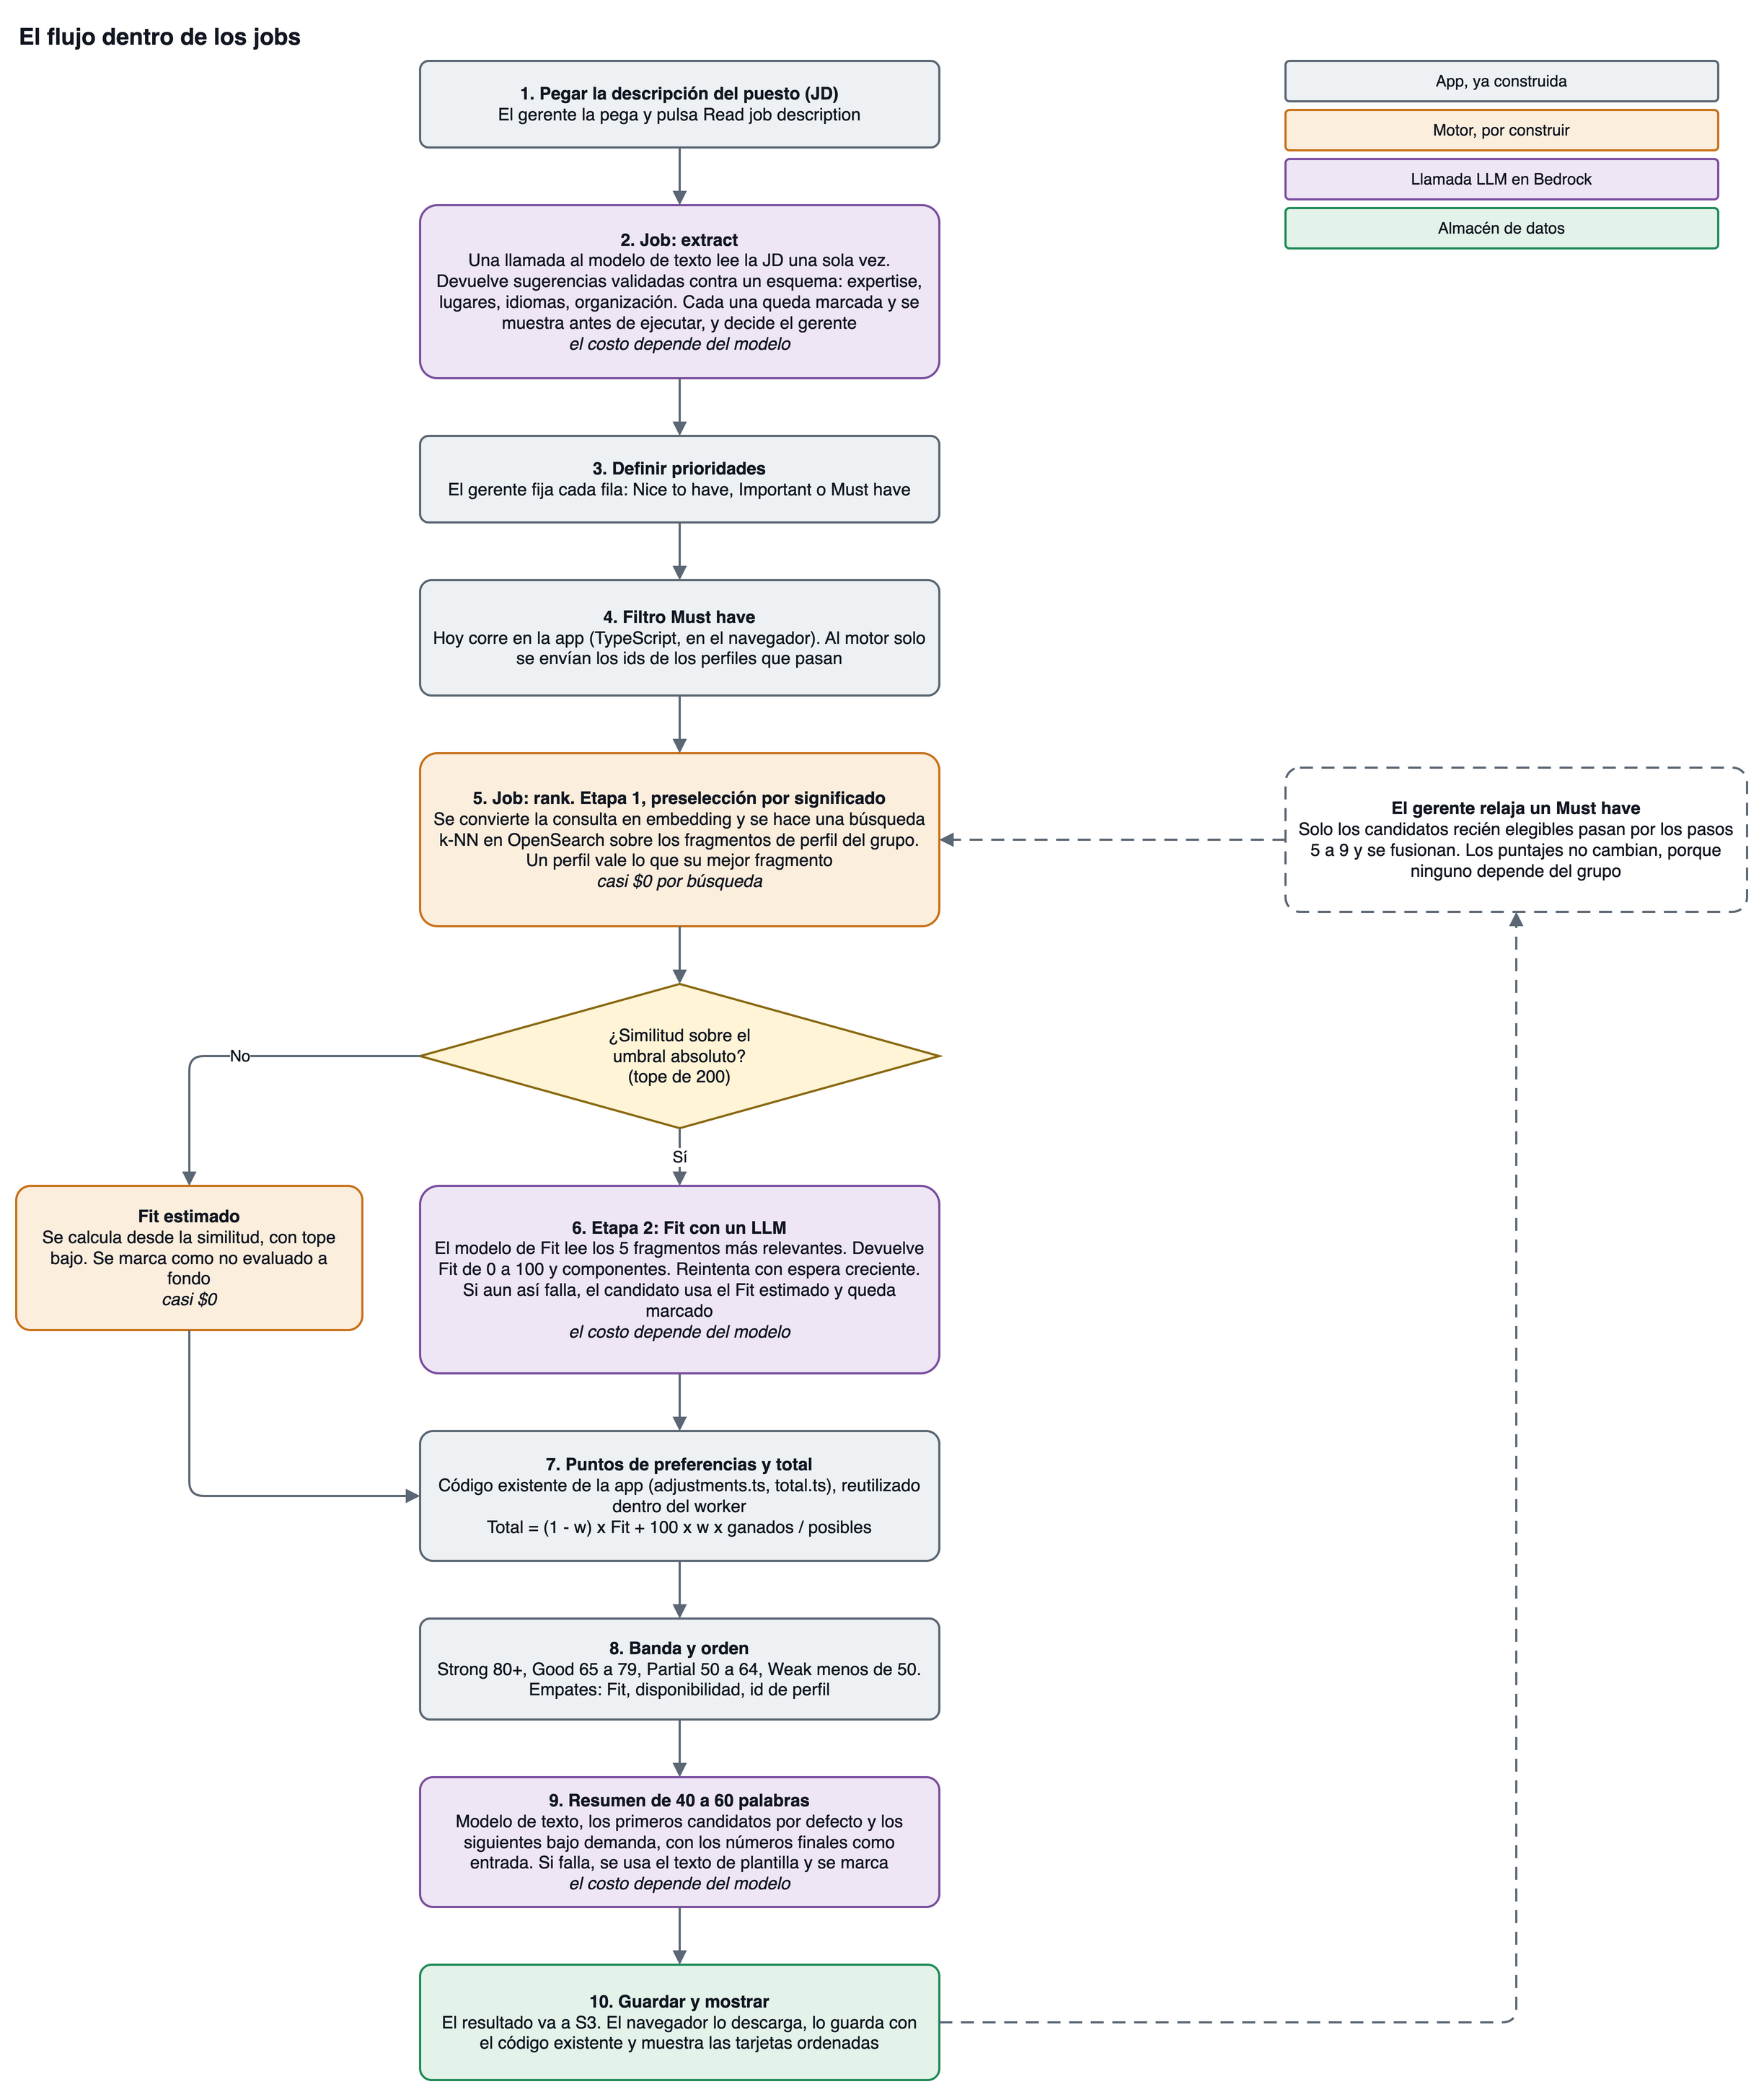 El flujo dentro de los jobs
1. Pegar la descripción del puesto (JD)
El gerente la pega y pulsa Read job description
App, ya construida
Motor, por construir
Llamada LLM en Bedrock
Almacén de datos
2. Job: extract
Una llamada al modelo de texto lee la JD una sola vez.
Devuelve sugerencias validadas contra un esquema: expertise,
lugares, idiomas, organización. Cada una queda marcada y se
muestra antes de ejecutar, y decide el gerente
el costo depende del modelo
3. Definir prioridades
El gerente fija cada fila: Nice to have, Important o Must have
4. Filtro Must have
Hoy corre en la app (TypeScript, en el navegador). Al motor solo
se envían los ids de los perfiles que pasan
5. Job: rank. Etapa 1, preselección por significado
Se convierte la consulta en embedding y se hace una búsqueda
k-NN en OpenSearch sobre los fragmentos de perfil del grupo.
Un perfil vale lo que su mejor fragmento
casi $0 por búsqueda
El gerente relaja un Must have
Solo los candidatos recién elegibles pasan por los pasos
5 a 9 y se fusionan. Los puntajes no cambian, porque
ninguno depende del grupo
¿Similitud sobre el
umbral absoluto?
(tope de 200)
No
Sí
Fit estimado
Se calcula desde la similitud, con tope
bajo. Se marca como no evaluado a
fondo
casi $0
6. Etapa 2: Fit con un LLM
El modelo de Fit lee los 5 fragmentos más relevantes. Devuelve
Fit de 0 a 100 y componentes. Reintenta con espera creciente.
Si aun así falla, el candidato usa el Fit estimado y queda
marcado
el costo depende del modelo
7. Puntos de preferencias y total
Código existente de la app (adjustments.ts, total.ts), reutilizado
dentro del worker
Total = (1 - w) x Fit + 100 x w x ganados / posibles
8. Banda y orden
Strong 80+, Good 65 a 79, Partial 50 a 64, Weak menos de 50.
Empates: Fit, disponibilidad, id de perfil
9. Resumen de 40 a 60 palabras
Modelo de texto, los primeros candidatos por defecto y los
siguientes bajo demanda, con los números finales como
entrada. Si falla, se usa el texto de plantilla y se marca
el costo depende del modelo
10. Guardar y mostrar
El resultado va a S3. El navegador lo descarga, lo guarda con
el código existente y muestra las tarjetas ordenadas